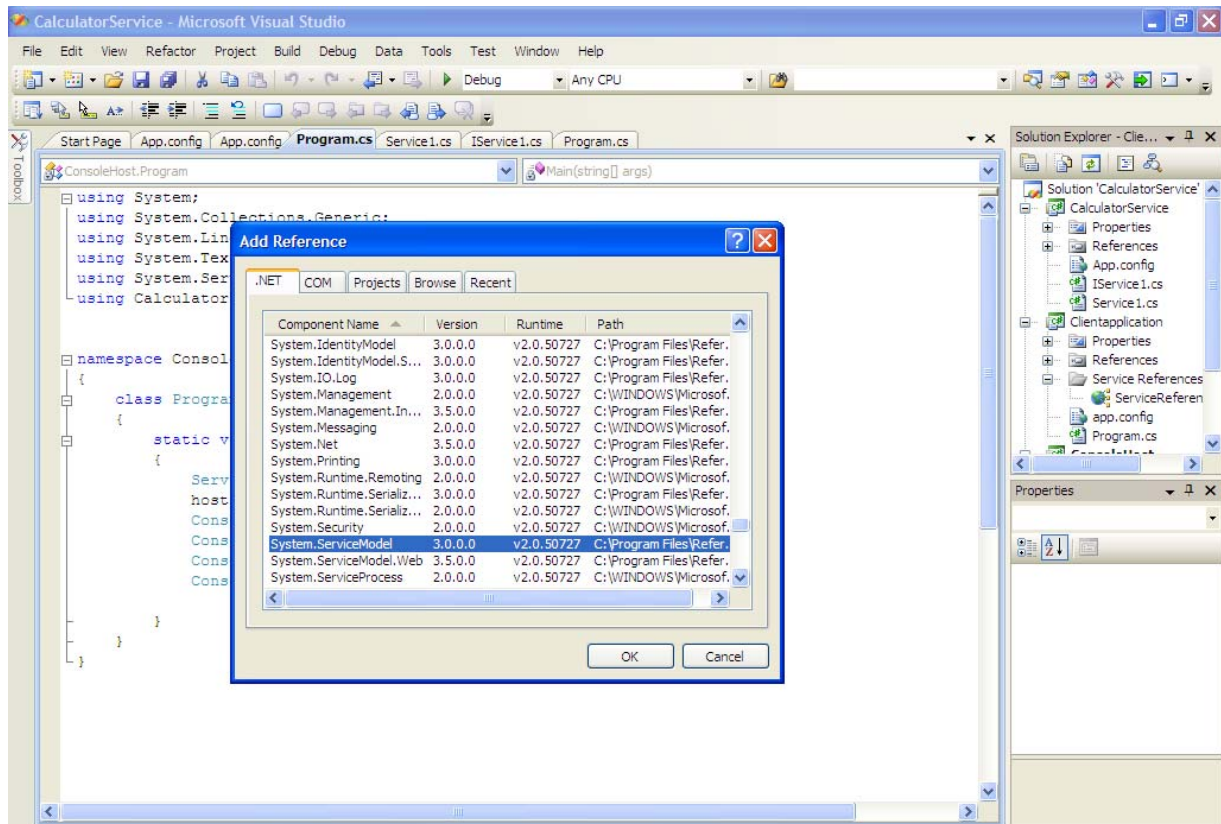 CalculatorService - Microsoft Visual Studio
File Edit View Refactor Project Build Debug Data Tools Test Window Help
Debug Any CPU
Start Page App.config App.config Program.cs Service1.cs IService1.cs Program.cs
Toolbox
ConsoleHost.Program Main(string[] args)
using System;
using System.Collections.Generic;
using System.Lin
using System.Tex
using System.Ser
using Calculator
namespace Consol
{
class Progra
{
static v
{
Serv
host
Cons
Cons
Cons
Cons
}
}
}
Add Reference
.NET COM Projects Browse Recent
Component Name Version Runtime Path
System.IdentityModel 3.0.0.0 v2.0.50727 C:\Program Files\Refer.
System.IdentityModel.S... 3.0.0.0 v2.0.50727 C:\Program Files\Refer.
System.IO.Log 3.0.0.0 v2.0.50727 C:\Program Files\Refer.
System.Management 2.0.0.0 v2.0.50727 C:\WINDOWS\Microsof.
System.Management.In... 3.5.0.0 v2.0.50727 C:\Program Files\Refer.
System.Messaging 2.0.0.0 v2.0.50727 C:\WINDOWS\Microsof.
System.Net 3.5.0.0 v2.0.50727 C:\Program Files\Refer.
System.Printing 3.0.0.0 v2.0.50727 C:\Program Files\Refer.
System.Runtime.Remoting 2.0.0.0 v2.0.50727 C:\WINDOWS\Microsof.
System.Runtime.Serializ... 3.0.0.0 v2.0.50727 C:\Program Files\Refer.
System.Runtime.Serializ... 2.0.0.0 v2.0.50727 C:\WINDOWS\Microsof.
System.Security 2.0.0.0 v2.0.50727 C:\WINDOWS\Microsof.
System.ServiceModel 3.0.0.0 v2.0.50727 C:\Program Files\Refer.
System.ServiceModel.Web 3.5.0.0 v2.0.50727 C:\Program Files\Refer.
System.ServiceProcess 2.0.0.0 v2.0.50727 C:\WINDOWS\Microsof.
OK Cancel
Solution Explorer - Clie...
Solution 'CalculatorService'
CalculatorService
Properties
References
App.config
IService1.cs
Service1.cs
Clientapplication
Properties
References
Service References
ServiceReferen
app.config
Program.cs
ConsoleHost
Properties